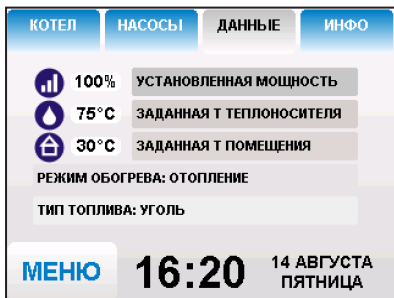 КОТЕЛ НАСОСЫ ДАННЫЕ ИНФО
100% УСТАНОВЛЕННАЯ МОЩНОСТЬ
75°C ЗАДАННАЯ Т ТЕПЛОНОСИТЕЛЯ
30°C ЗАДАННАЯ Т ПОМЕЩЕНИЯ
РЕЖИМ ОБОГРЕВА: ОТОПЛЕНИЕ
ТИП ТОПЛИВА: УГОЛЬ
МЕНЮ 16:20 14 АВГУСТА
ПЯТНИЦА